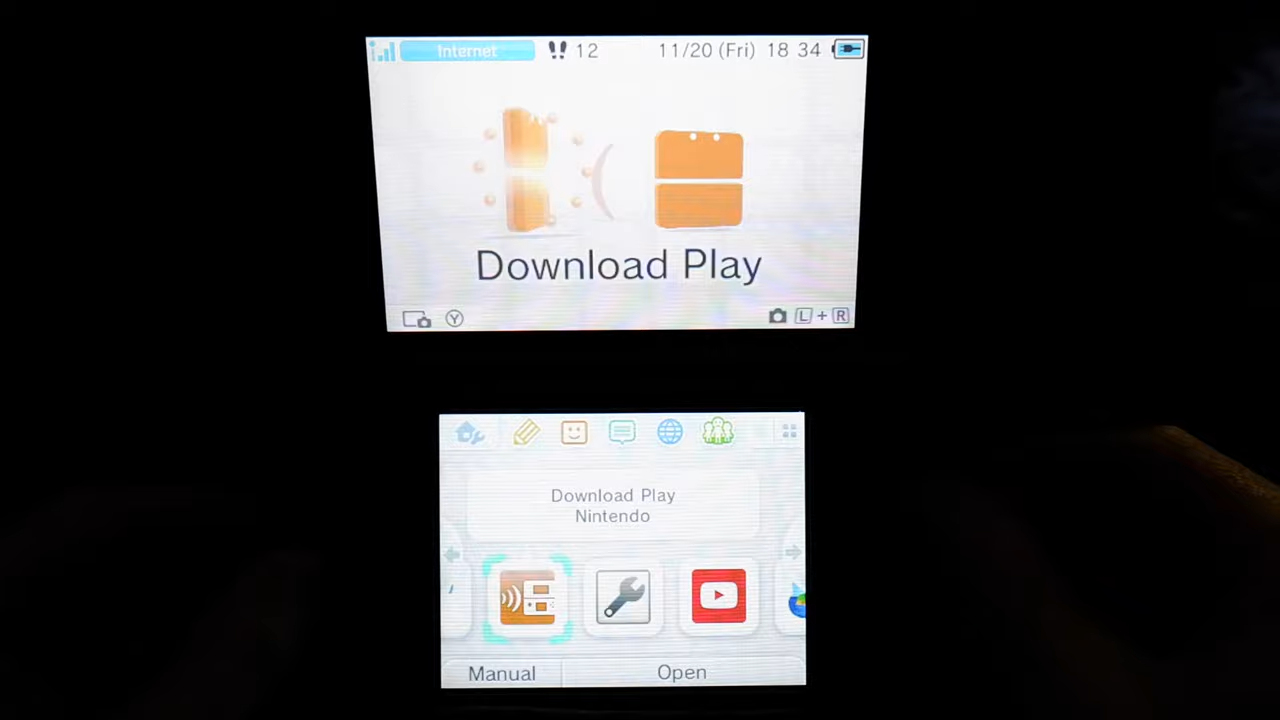 Internet 12 11/20 (Fri) 18 34
Download Play
Y L + R
Download Play
Nintendo
Manual Open